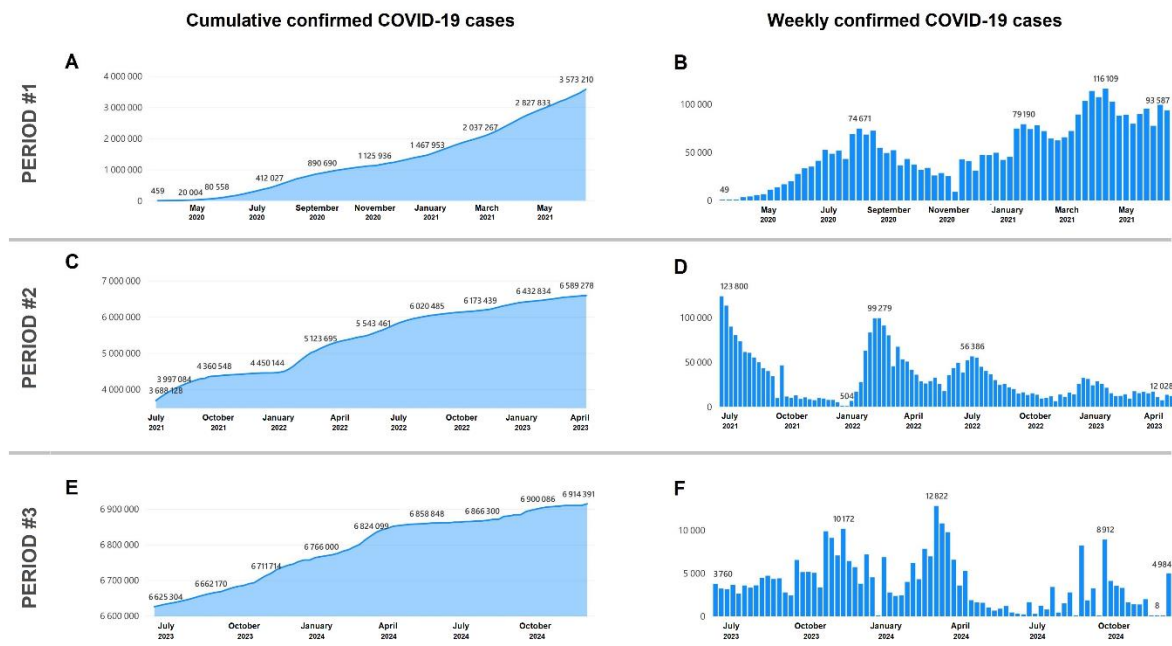 Cumulative confirmed COVID-19 cases
Weekly confirmed COVID-19 cases
PERIOD #1
A
4 000 000
3 000 000
2 000 000
1 000 000
0
459
20 004
80 558
412 027
890 690
1 125 936
1 467 953
2 037 267
2 827 833
3 573 210
May 2020
July 2020
September 2020
November 2020
January 2021
March 2021
May 2021
B
100 000
50 000
0
49
74 671
79 190
116 109
93 587
May 2020
July 2020
September 2020
November 2020
January 2021
March 2021
May 2021
PERIOD #2
C
7 000 000
6 000 000
5 000 000
4 000 000
3 688 128
3 997 084
4 360 548
4 450 144
5 123 695
5 543 461
6 020 485
6 173 439
6 432 834
6 589 278
July 2021
October 2021
January 2022
April 2022
July 2022
October 2022
January 2023
April 2023
D
100 000
50 000
0
123 800
504
99 279
56 386
12 028
July 2021
October 2021
January 2022
April 2022
July 2022
October 2022
January 2023
April 2023
PERIOD #3
E
6 900 000
6 800 000
6 700 000
6 600 000
6 625 304
6 662 170
6 711 714
6 766 000
6 824 099
6 858 848
6 866 300
6 900 086
6 914 391
July 2023
October 2023
January 2024
April 2024
July 2024
October 2024
F
10 000
5 000
0
3760
10 172
12 822
8 912
8
4 984
July 2023
October 2023
January 2024
April 2024
July 2024
October 2024